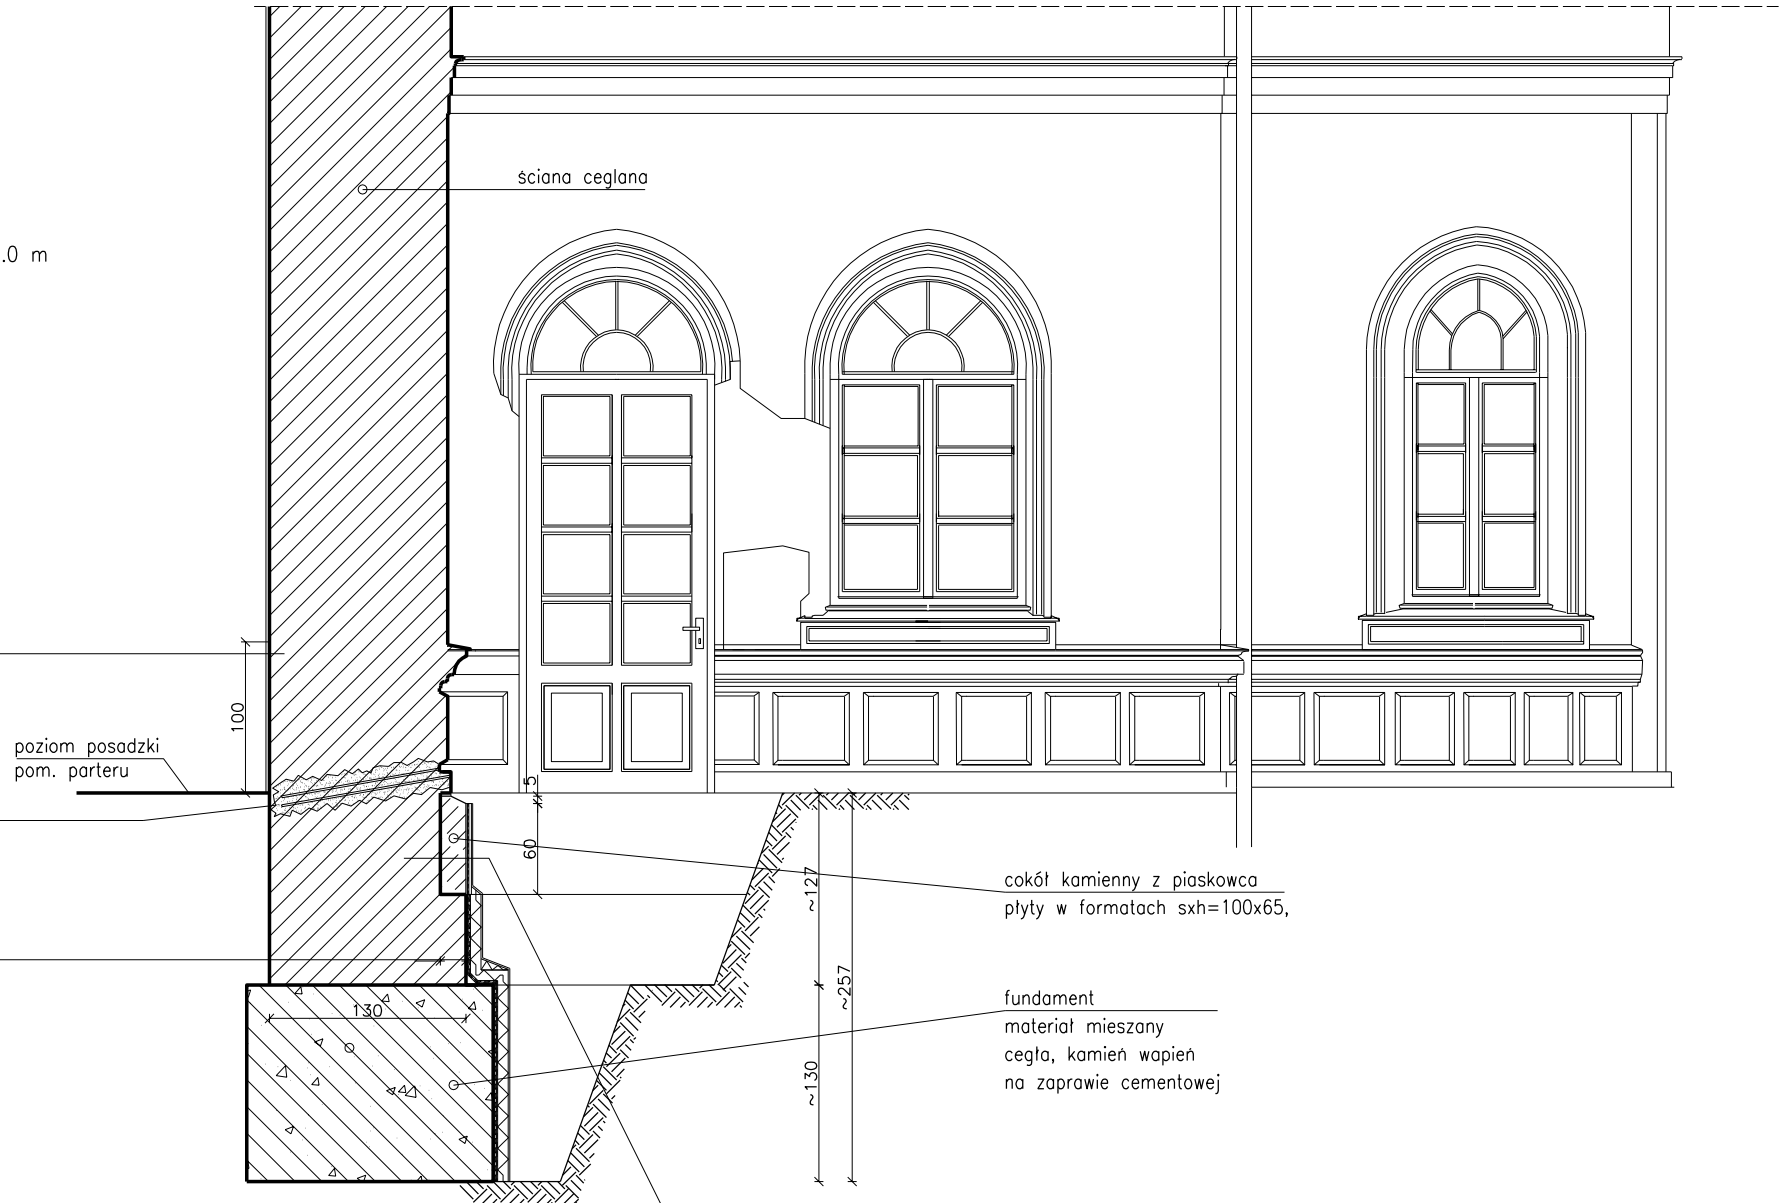 ściana ceglana
.0 m
100
poziom posadzki
pom. parteru
5
60
~127
~257
cokół kamienny z piaskowca
płyty w formatach sxh=100x65,
130
fundament
materiał mieszany
cegła, kamień wapień
na zaprawie cementowej
~130